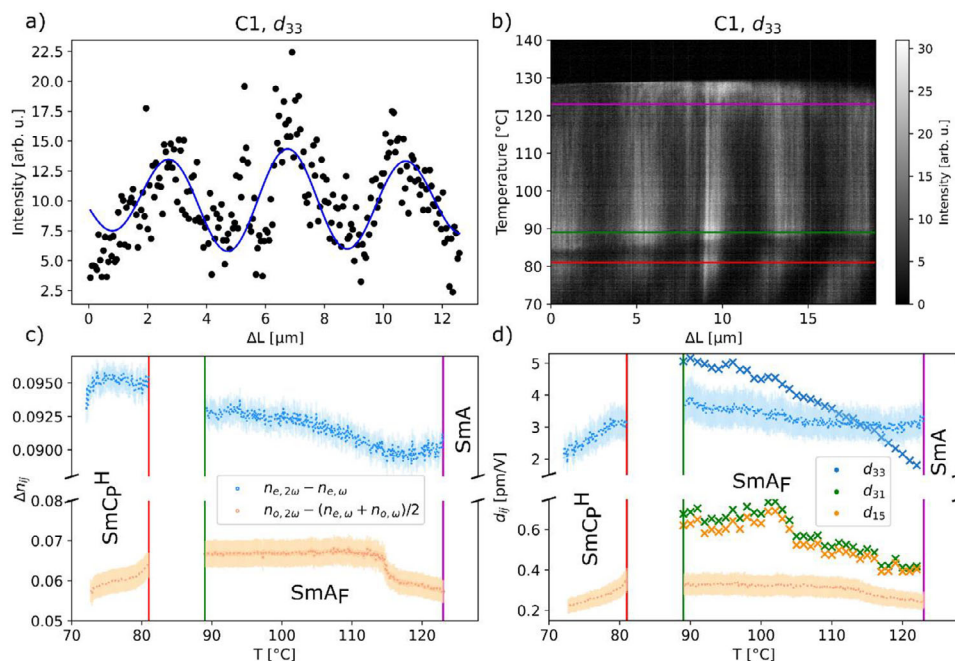 a)
C1, d33
22.5
20.0
17.5
15.0
12.5
10.0
7.5
5.0
2.5
Intensity [arb. u.]
0 2 4 6 8 10 12
ΔL [μm]
b)
C1, d33
140
130
120
110
100
90
80
70
Temperature [°C]
0 5 10 15
ΔL [μm]
30
25
20
15
10
5
0
Intensity [arb. u.]
c)
0.0950
0.0925
0.0900
0.08
0.07
0.06
0.05
Δnij
SmCPH
SmAF
SmA
ne,2ω − ne,ω
no,2ω − (ne,ω + no,ω)/2
70 80 90 100 110 120
T [°C]
d)
5
4
3
2
0.6
0.4
0.2
dij [pm/V]
SmCPH
SmAF
SmA
d33
d31
d15
70 80 90 100 110 120
T [°C]